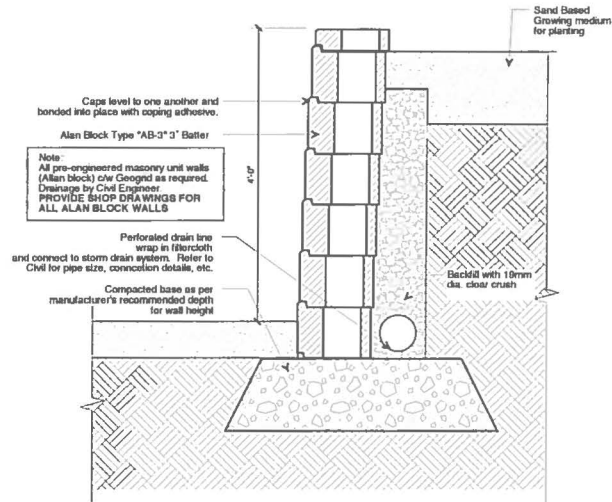 Sand Based
Growing medium
for planting
Caps level to one another and
bonded into place with coping adhesive.
Alan Block Type "AB-3" 3˚ Batter
Note:
All pre-engineered masonry unit walls
(Allan block) c/w Geogrid as required.
Drainage by Civil Engineer.
PROVIDE SHOP DRAWINGS FOR
ALL ALAN BLOCK WALLS
4'-0"
Perforated drain line
wrap in filtercloth
and connect to storm drain system. Refer to
Civil for pipe size, conncetion details, etc.
Compacted base as per
manufacturer's recommended depth
for wall height
Backfill with 19mm
dia. clear crush